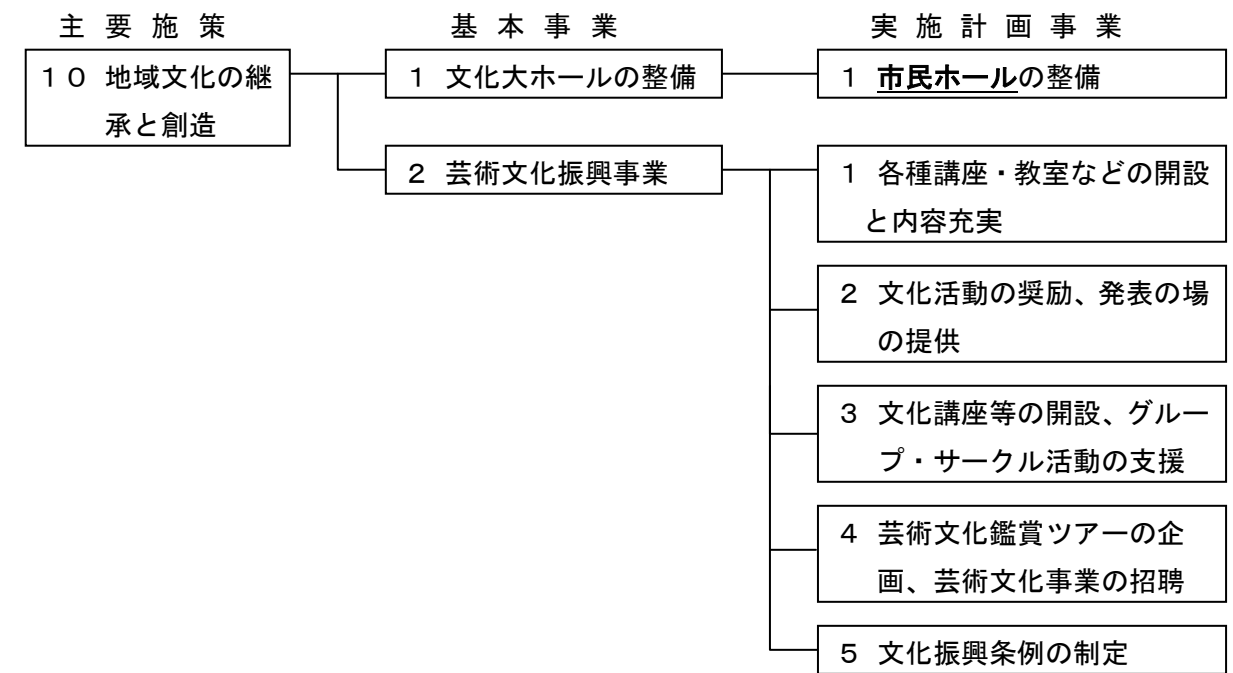 主要施策　基本事業　実施計画事業
１０　地域文化の継
承と創造
１　文化大ホールの整備
１　市民ホールの整備
２　芸術文化振興事業
１　各種講座・教室などの開設
と内容充実
２　文化活動の奨励、発表の場
の提供
３　文化講座等の開設、グルー
プ・サークル活動の支援
４　芸術文化鑑賞ツアーの企
画、芸術文化事業の招聘
５　文化振興条例の制定